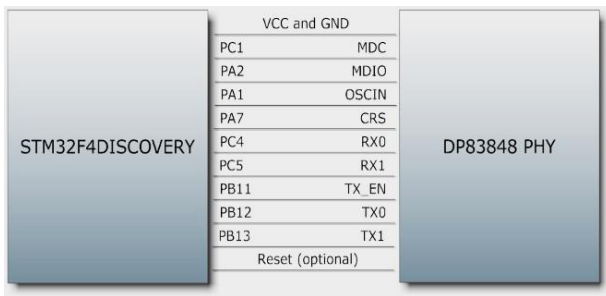 VCC and GND
PC1 MDC
PA2 MDIO
PA1 OSCIN
PA7 CRS
PC4 RX0
STM32F4DISCOVERY
DP83848 PHY
PC5 RX1
PB11 TX_EN
PB12 TX0
PB13 TX1
Reset (optional)